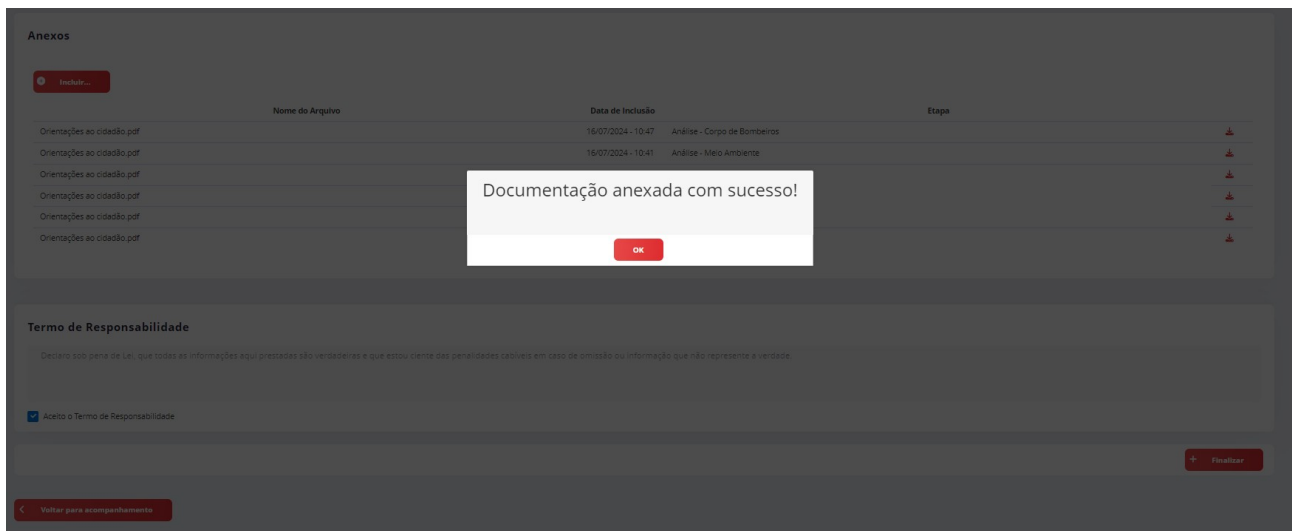 Anexos
Incluir...
Nome do Arquivo Data de Inclusão Etapa
Orientações ao cidadão.pdf 16/07/2024 - 10:47 Análise - Corpo de Bombeiros
Orientações ao cidadão.pdf 16/07/2024 - 10:41 Análise - Meio Ambiente
Orientações ao cidadão.pdf
Orientações ao cidadão.pdf
Orientações ao cidadão.pdf
Orientações ao cidadão.pdf
Documentação anexada com sucesso!
OK
Termo de Responsabilidade
Declaro sob pena de Lei, que todas as informações aqui prestadas são verdadeiras e que estou ciente das penalidades cabíveis em caso de omissão ou informação que não represente a verdade.
Aceito o Termo de Responsabilidade
Finalizar
Voltar para acompanhamento